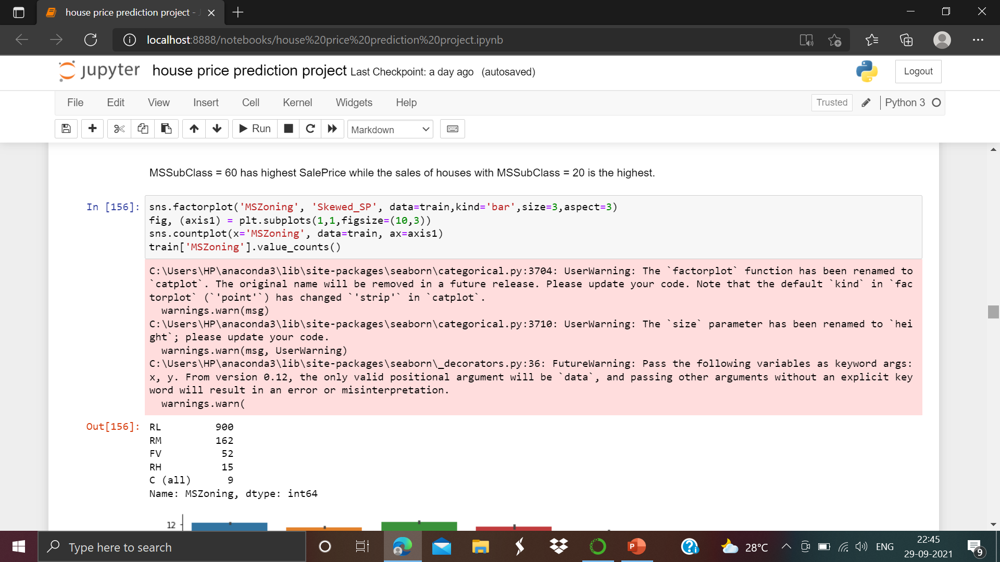 house price prediction project - J
localhost:8888/notebooks/house%20price%20prediction%20project.ipynb
jupyter house price prediction project Last Checkpoint: a day ago (autosaved)
Logout
File Edit View Insert Cell Kernel Widgets Help Trusted Python 3
Run Markdown
MSSubClass = 60 has highest SalePrice while the sales of houses with MSSubClass = 20 is the highest.
In [156]: sns.factorplot('MSZoning', 'Skewed_SP', data=train,kind='bar',size=3,aspect=3)
fig, (axis1) = plt.subplots(1,1,figsize=(10,3))
sns.countplot(x='MSZoning', data=train, ax=axis1)
train['MSZoning'].value_counts()
C:\Users\HP\anaconda3\lib\site-packages\seaborn\categorical.py:3704: UserWarning: The `factorplot` function has been renamed to
`catplot`. The original name will be removed in a future release. Please update your code. Note that the default `kind` in `fac
torplot` (`'point'`) has changed `'strip'` in `catplot`.
warnings.warn(msg)
C:\Users\HP\anaconda3\lib\site-packages\seaborn\categorical.py:3710: UserWarning: The `size` parameter has been renamed to `hei
ght`; please update your code.
warnings.warn(msg, UserWarning)
C:\Users\HP\anaconda3\lib\site-packages\seaborn\_decorators.py:36: FutureWarning: Pass the following variables as keyword args:
x, y. From version 0.12, the only valid positional argument will be `data`, and passing other arguments without an explicit key
word will result in an error or misinterpretation.
warnings.warn(
Out[156]: RL 900
RM 162
FV 52
RH 15
C (all) 9
Name: MSZoning, dtype: int64
12
Type here to search
P
28°C
ENG
22:45
29-09-2021
9